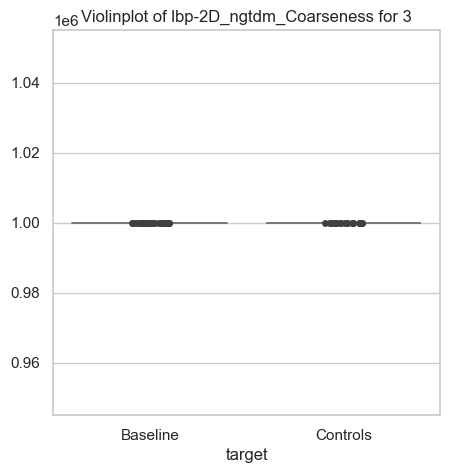 Violinplot of lbp-2D_ngtdm_Coarseness for 3
1e6
1.04
1.02
1.00
0.98
0.96
Baseline Controls
target